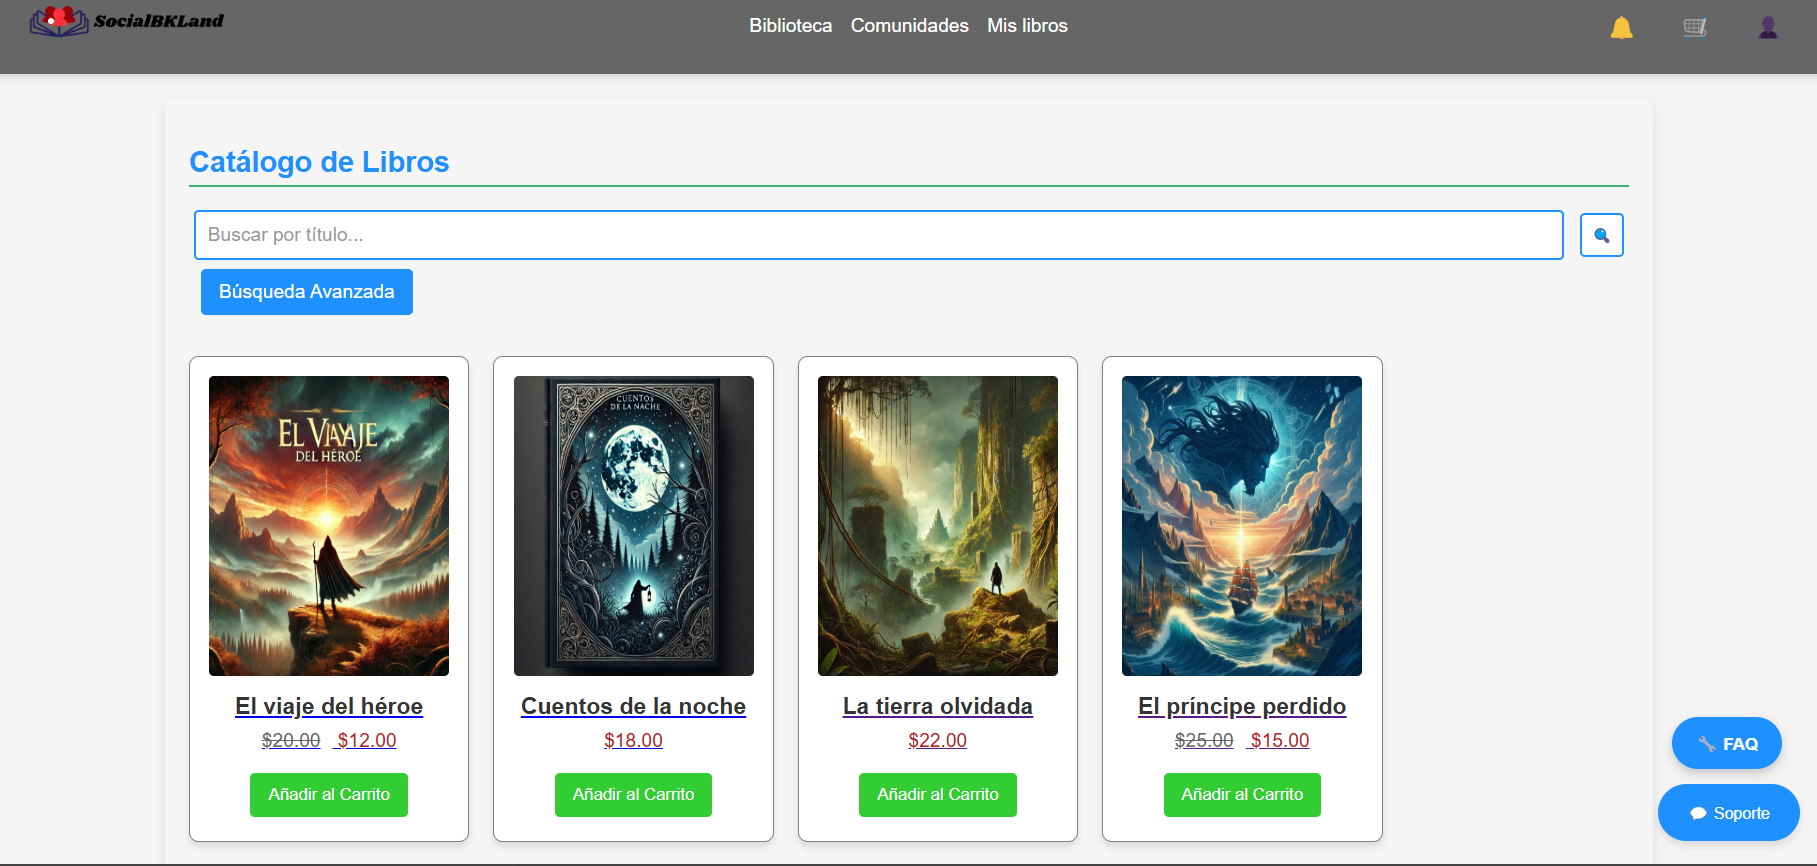 SocialBKLand
Biblioteca Comunidades Mis libros
Catálogo de Libros
Buscar por título...
Búsqueda Avanzada
EL VIAYAJE
DEL HÉROE
CUENTOS
DE LA NACHE
El viaje del héroe
$20.00 $12.00
Añadir al Carrito
Cuentos de la noche
$18.00
Añadir al Carrito
La tierra olvidada
$22.00
Añadir al Carrito
El príncipe perdido
$25.00 $15.00
Añadir al Carrito
FAQ
Soporte